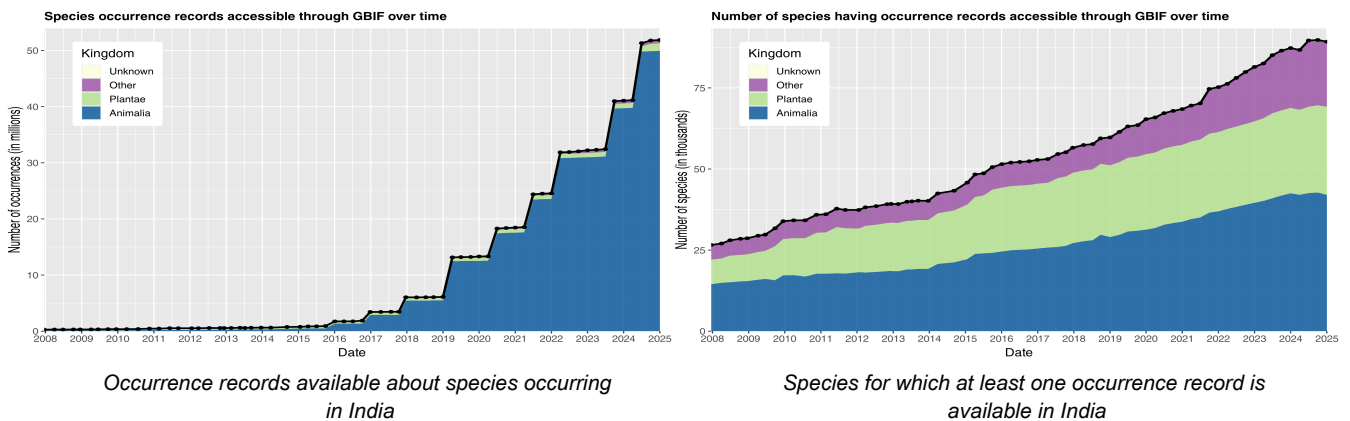 Species occurrence records accessible through GBIF over time
Number of occurrences (in millions)
50
40
30
20
10
0
Kingdom
Unknown
Other
Plantae
Animalia
2008 2009 2010 2011 2012 2013 2014 2015 2016 2017 2018 2019 2020 2021 2022 2023 2024 2025
Date
Occurrence records available about species occurring
in India
Number of species having occurrence records accessible through GBIF over time
Number of species (in thousands)
75
50
25
0
Kingdom
Unknown
Other
Plantae
Animalia
2008 2009 2010 2011 2012 2013 2014 2015 2016 2017 2018 2019 2020 2021 2022 2023 2024 2025
Date
Species for which at least one occurrence record is
available in India